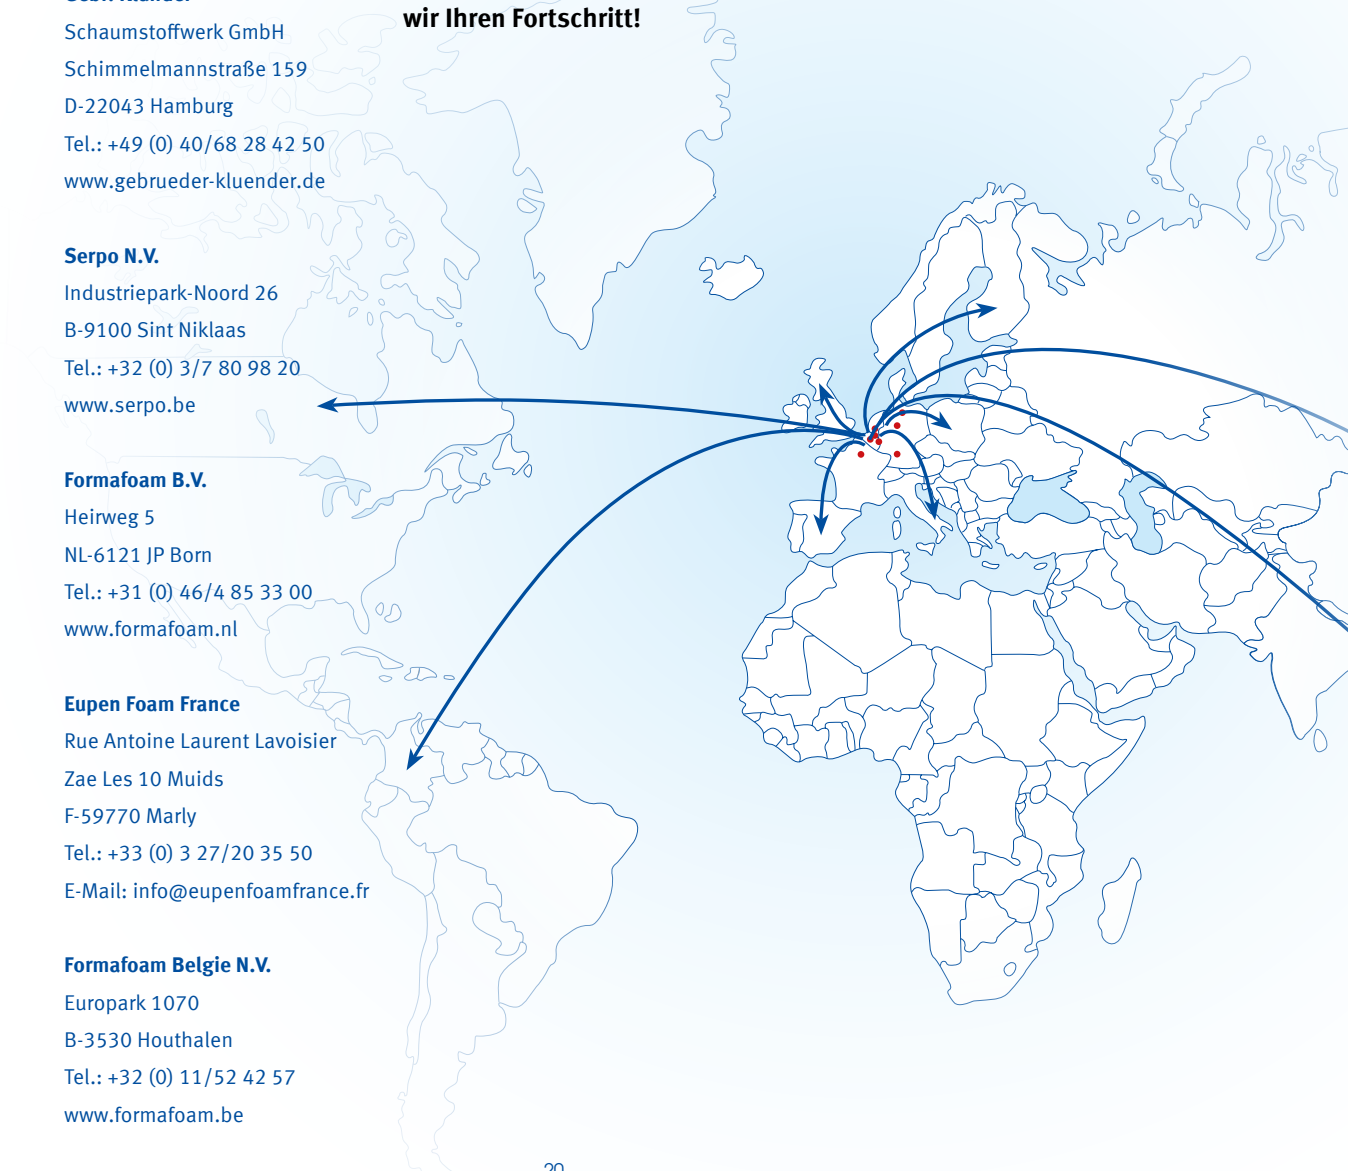 wir Ihren Fortschritt!
Schaumstoffwerk GmbH
Schimmelmannstraße 159
D-22043 Hamburg
Tel.: +49 (0) 40/68 28 42 50
www.gebrueder-kluender.de
Serpo N.V.
Industriepark-Noord 26
B-9100 Sint Niklaas
Tel.: +32 (0) 3/7 80 98 20
www.serpo.be
Formafoam B.V.
Heirweg 5
NL-6121 JP Born
Tel.: +31 (0) 46/4 85 33 00
www.formafoam.nl
Eupen Foam France
Rue Antoine Laurent Lavoisier
Zae Les 10 Muids
F-59770 Marly
Tel.: +33 (0) 3 27/20 35 50
E-Mail: info@eupenfoamfrance.fr
Formafoam Belgie N.V.
Europark 1070
B-3530 Houthalen
Tel.: +32 (0) 11/52 42 57
www.formafoam.be
20